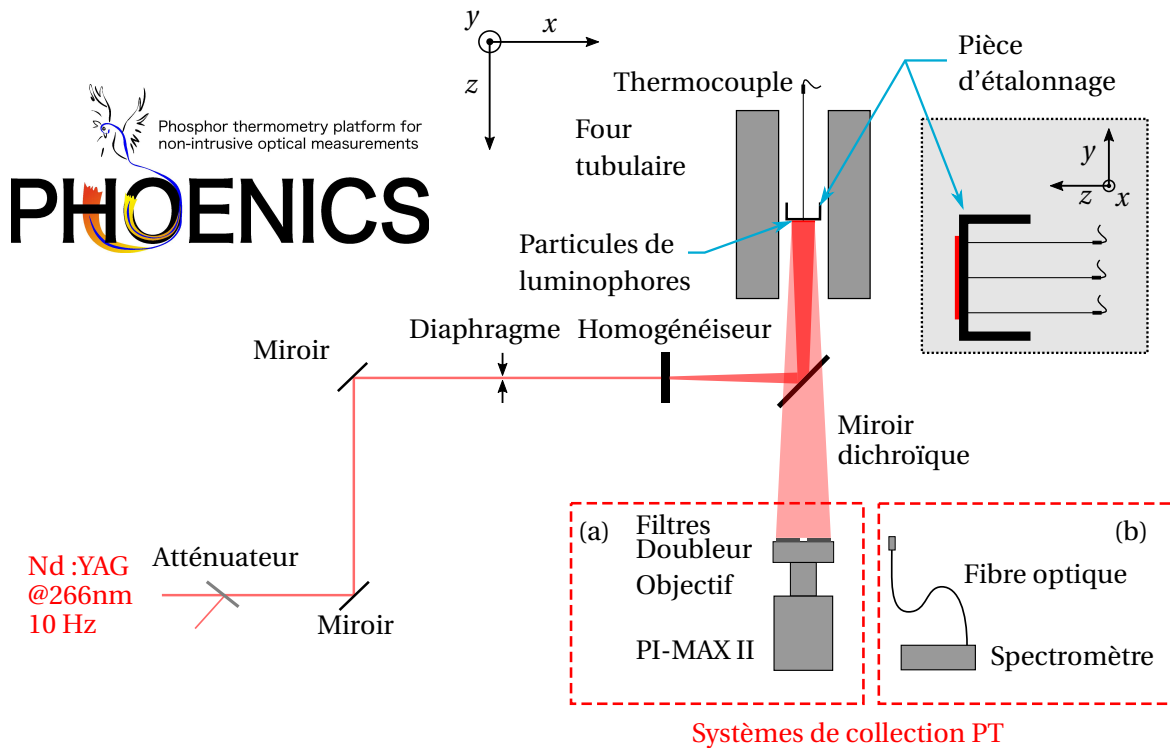 y
x
z
Phosphor thermometry platform for
non-intrusive optical measurements
PHOENICS
Thermocouple
Pièce
d'étalonnage
Four
tubulaire
y
z
x
Particules de
luminophores
Diaphragme
Homogénéiseur
Miroir
Miroir
dichroïque
(a)
Filtres
Doubleur
Objectif
PI-MAX II
(b)
Fibre optique
Spectromètre
Atténuateur
Nd :YAG
@266nm
10 Hz
Miroir
Systèmes de collection PT